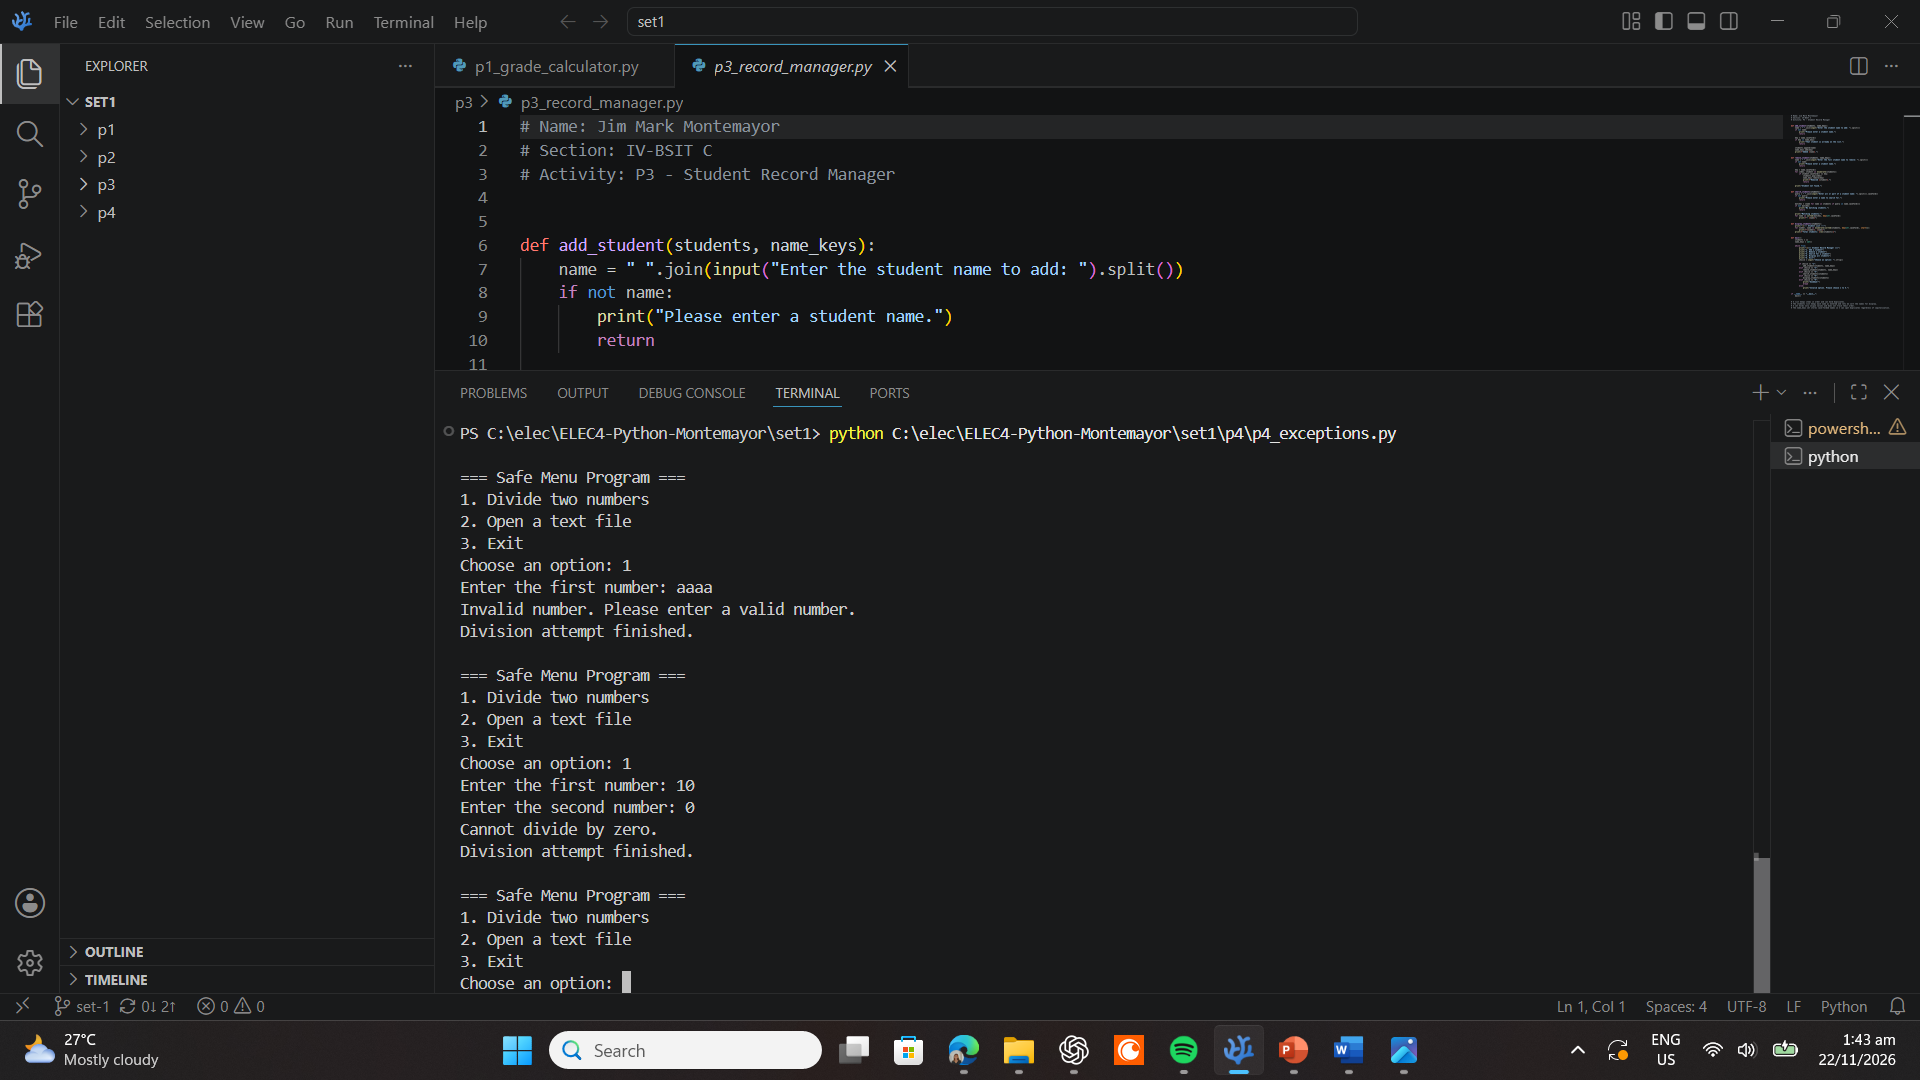 File Edit Selection View Go Run Terminal Help
set1
EXPLORER
SET1
p1
p2
p3
p4
OUTLINE
TIMELINE
p1_grade_calculator.py
p3_record_manager.py
p3 > p3_record_manager.py
1 # Name: Jim Mark Montemayor
2 # Section: IV-BSIT C
3 # Activity: P3 - Student Record Manager
4
5
6 def add_student(students, name_keys):
7 name = " ".join(input("Enter the student name to add: ").split())
8 if not name:
9 print("Please enter a student name.")
10 return
11
PROBLEMS OUTPUT DEBUG CONSOLE TERMINAL PORTS
powersh...
python
PS C:\elec\ELEC4-Python-Montemayor\set1> python C:\elec\ELEC4-Python-Montemayor\set1\p4\p4_exceptions.py
=== Safe Menu Program ===
1. Divide two numbers
2. Open a text file
3. Exit
Choose an option: 1
Enter the first number: aaaa
Invalid number. Please enter a valid number.
Division attempt finished.
=== Safe Menu Program ===
1. Divide two numbers
2. Open a text file
3. Exit
Choose an option: 1
Enter the first number: 10
Enter the second number: 0
Cannot divide by zero.
Division attempt finished.
=== Safe Menu Program ===
1. Divide two numbers
2. Open a text file
3. Exit
Choose an option:
set-1 0↓ 2↑ 0 0
Ln 1, Col 1 Spaces: 4 UTF-8 LF Python
27°C
Mostly cloudy
Search
ENG
US
1:43 am
22/11/2026